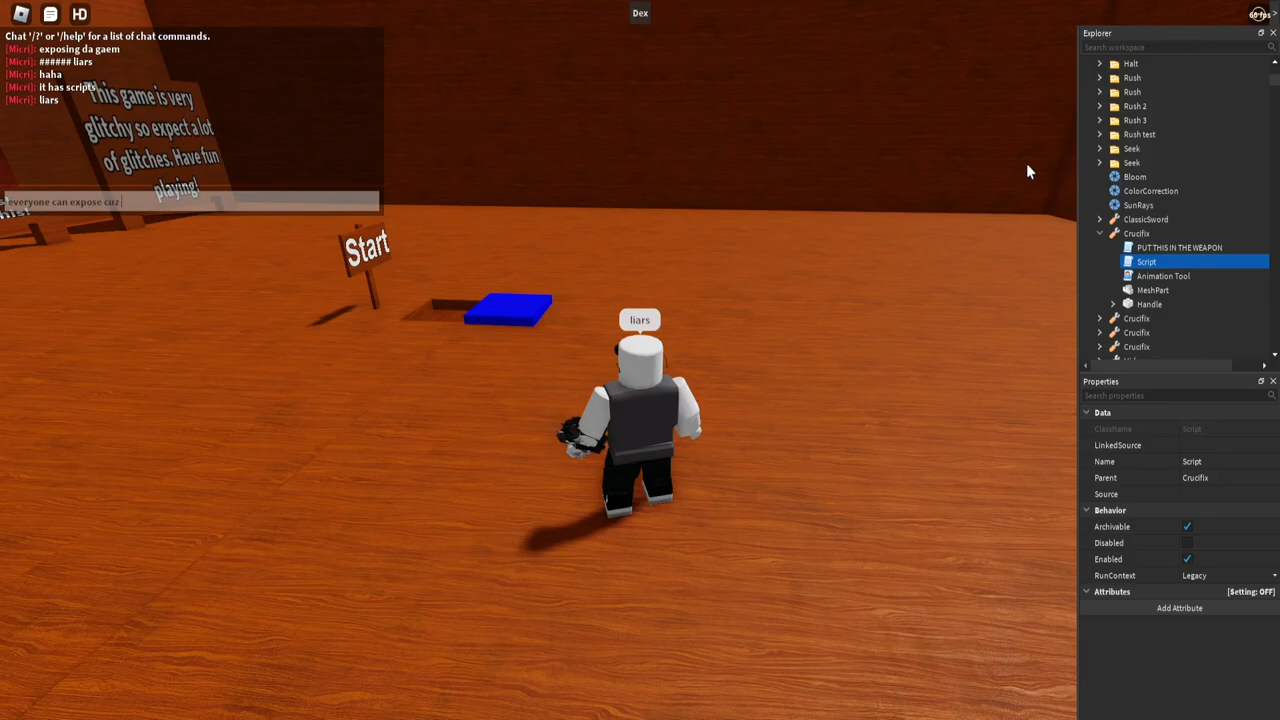 HD
Dex
60 fps
Chat '/?' or '/help' for a list of chat commands.
[Micri]: exposing da gaem
[Micri]: ###### liars
[Micri]: haha
[Micri]: it has scripts
[Micri]: liars
This game is very
glitchy so expect a lot
of glitches. Have fun
playing!
everyone can expose cuz
this!
Start
liars
Explorer
Search workspace
Halt
Rush
Rush
Rush 2
Rush 3
Rush test
Seek
Seek
Bloom
ColorCorrection
SunRays
ClassicSword
Crucifix
PUT THIS IN THE WEAPON
Script
Animation Tool
MeshPart
Handle
Crucifix
Crucifix
Crucifix
Properties
Search properties
Data
ClassName Script
LinkedSource
Name Script
Parent Crucifix
Source
Behavior
Archivable
Disabled
Enabled
RunContext Legacy
Attributes [Setting: OFF]
Add Attribute